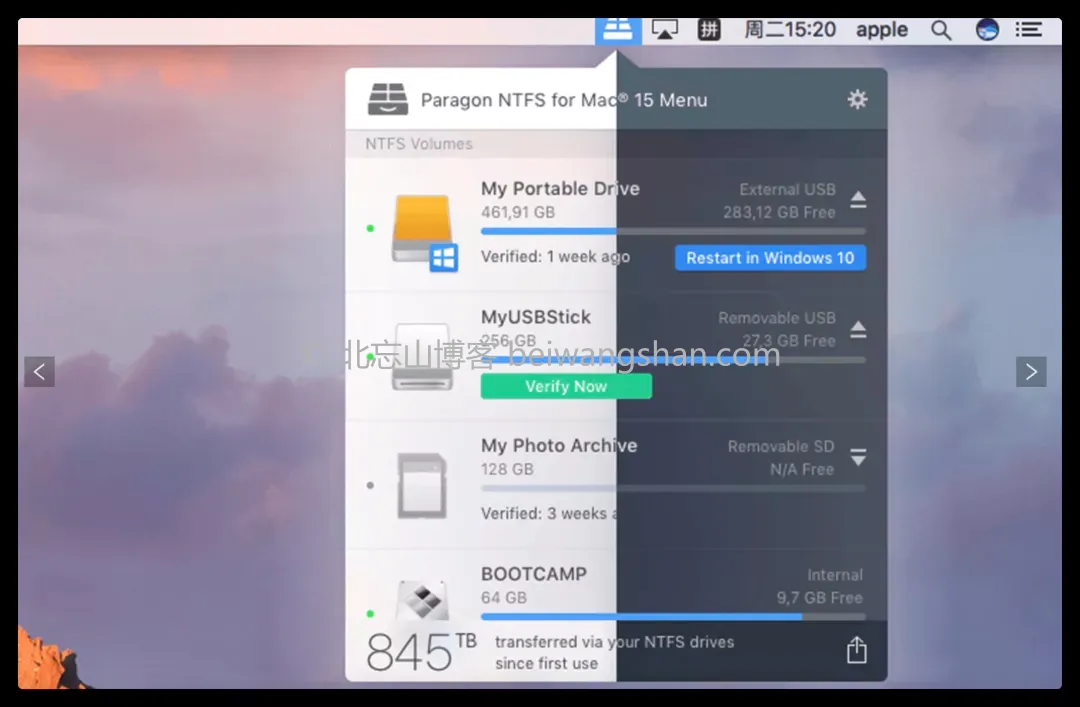 拼 周二15:20 apple
Paragon NTFS for Mac® 15 Menu
NTFS Volumes
My Portable Drive External USB
461,91 GB 283,12 GB Free
Verified: 1 week ago Restart in Windows 10
MyUSBStick Removable USB
256 GB 27,3 GB Free
北忘山博客 beiwangshan.com
Verify Now
My Photo Archive Removable SD
128 GB N/A Free
Verified: 3 weeks a
BOOTCAMP Internal
64 GB 9,7 GB Free
845 TB transferred via your NTFS drives
since first use